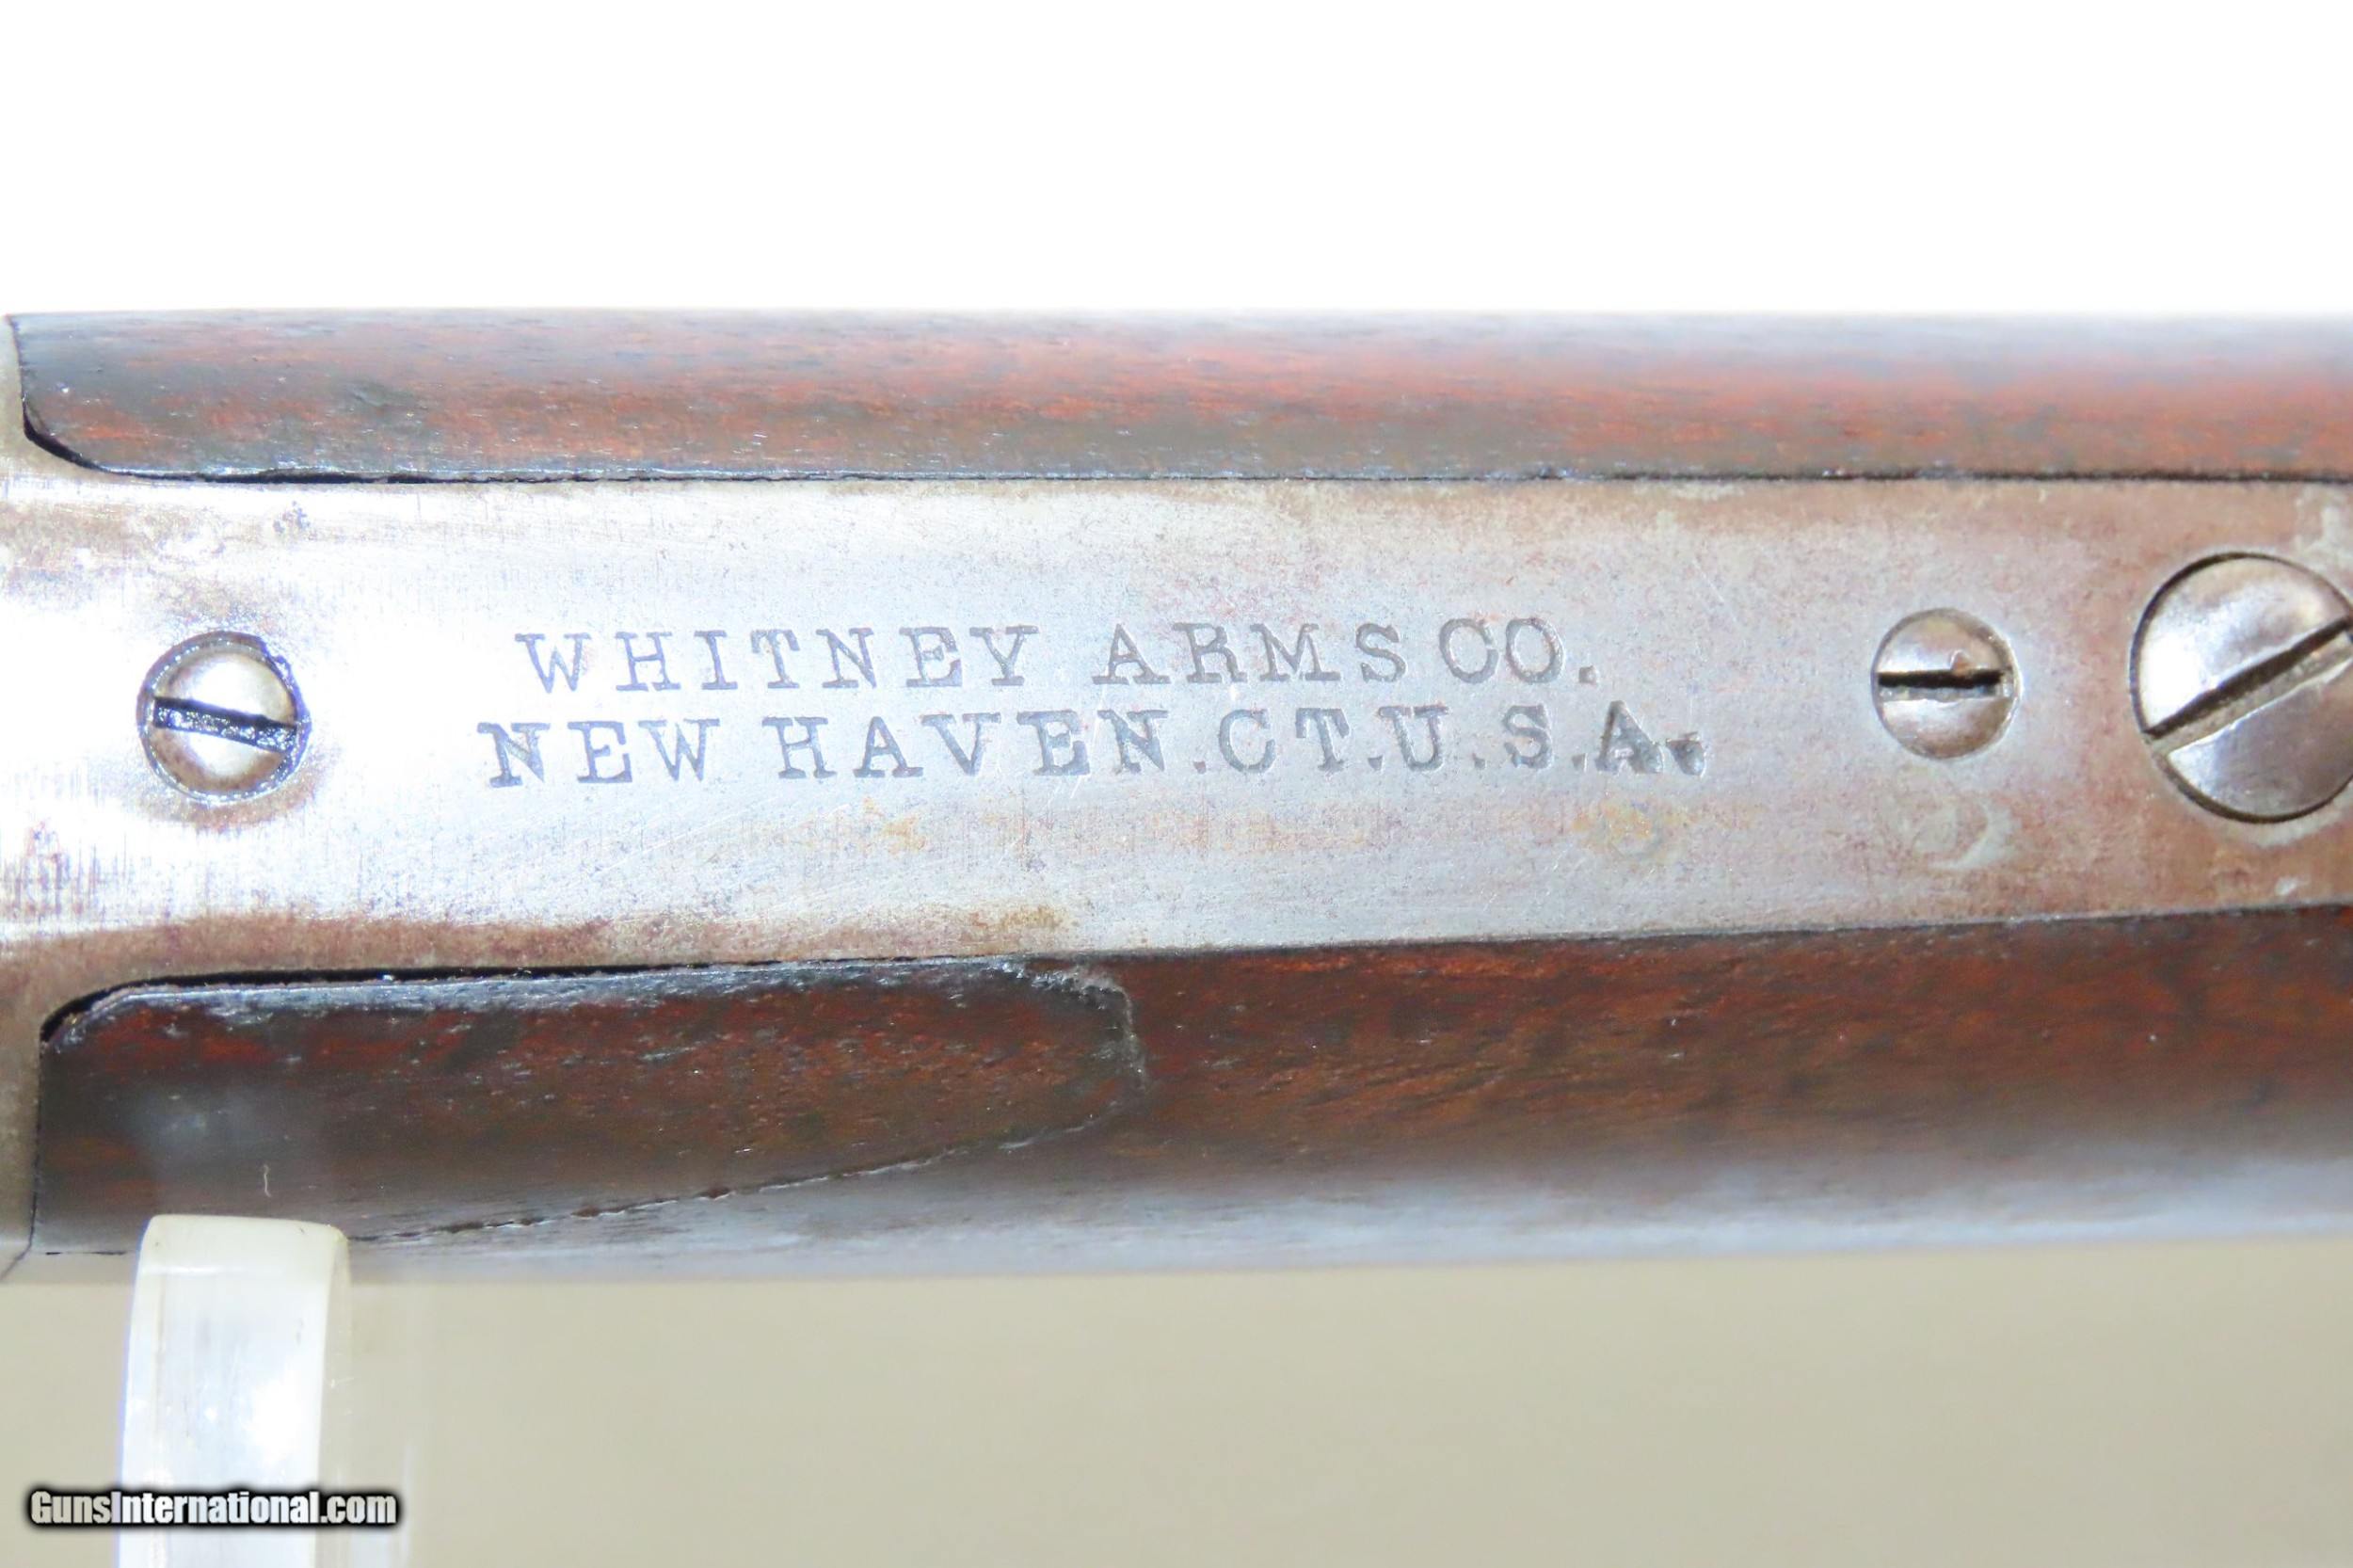 WHITNEY ARMS CO.
NEW HAVEN.CT.U.S.A.
GunsInternational.com